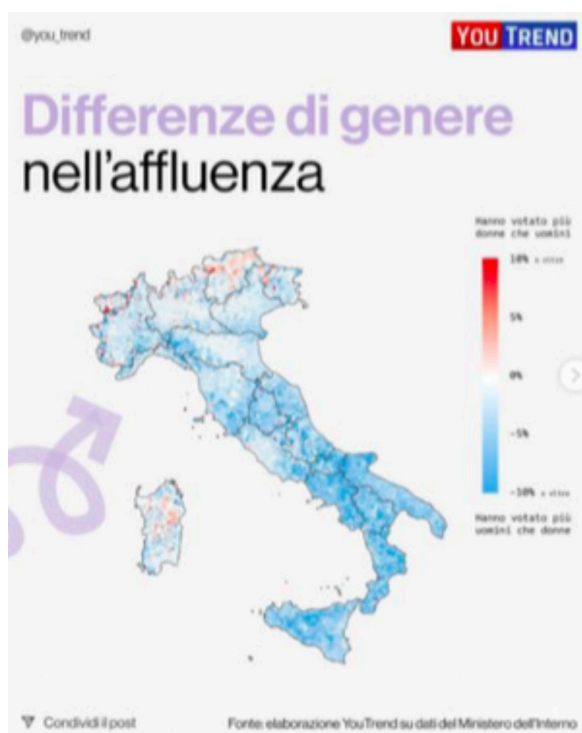 @you_trend
YOU TREND
Differenze di genere
nell'affluenza
Hanno votato più
donne che uomini
10% o oltre
5%
0%
-5%
-10% o oltre
Hanno votato più
uomini che donne
Condividi il post
Fonte: elaborazione YouTrend su dati del Ministero dell'Interno